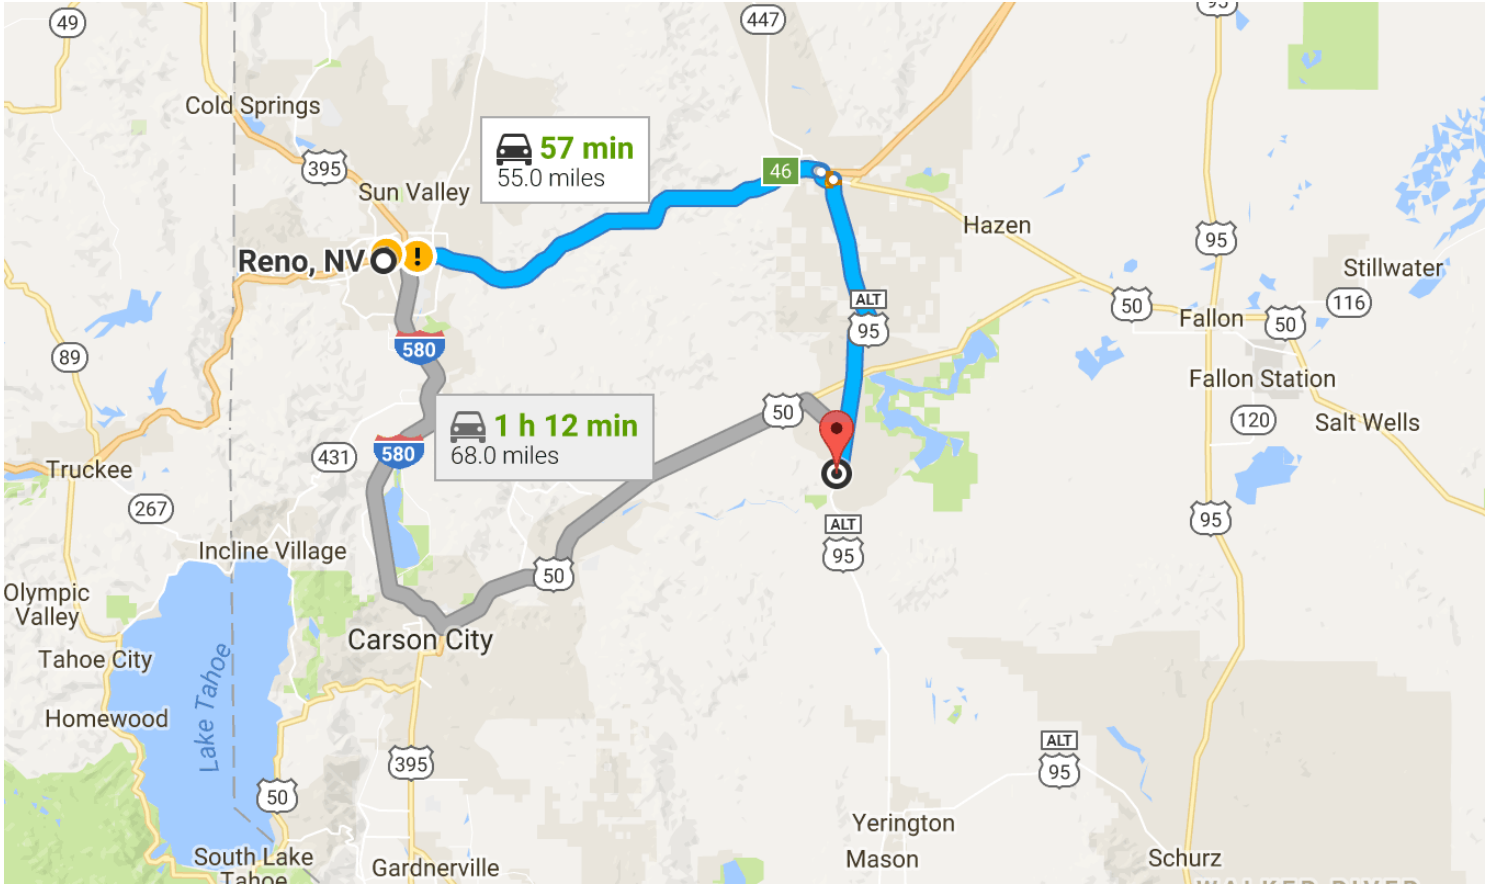 95
49
447
Cold Springs
395
57 min
55.0 miles
46
Sun Valley
Hazen
95
Reno, NV
!
Stillwater
ALT
95
50
116
Fallon
50
580
89
Fallon Station
50
120
Salt Wells
1 h 12 min
68.0 miles
431
580
Truckee
267
95
ALT
95
Incline Village
50
Olympic
Valley
Carson City
Tahoe City
Lake Tahoe
Homewood
395
ALT
95
50
Yerington
Mason
Schurz
South Lake
Tahoe
Gardnerville
WALKER RIVER